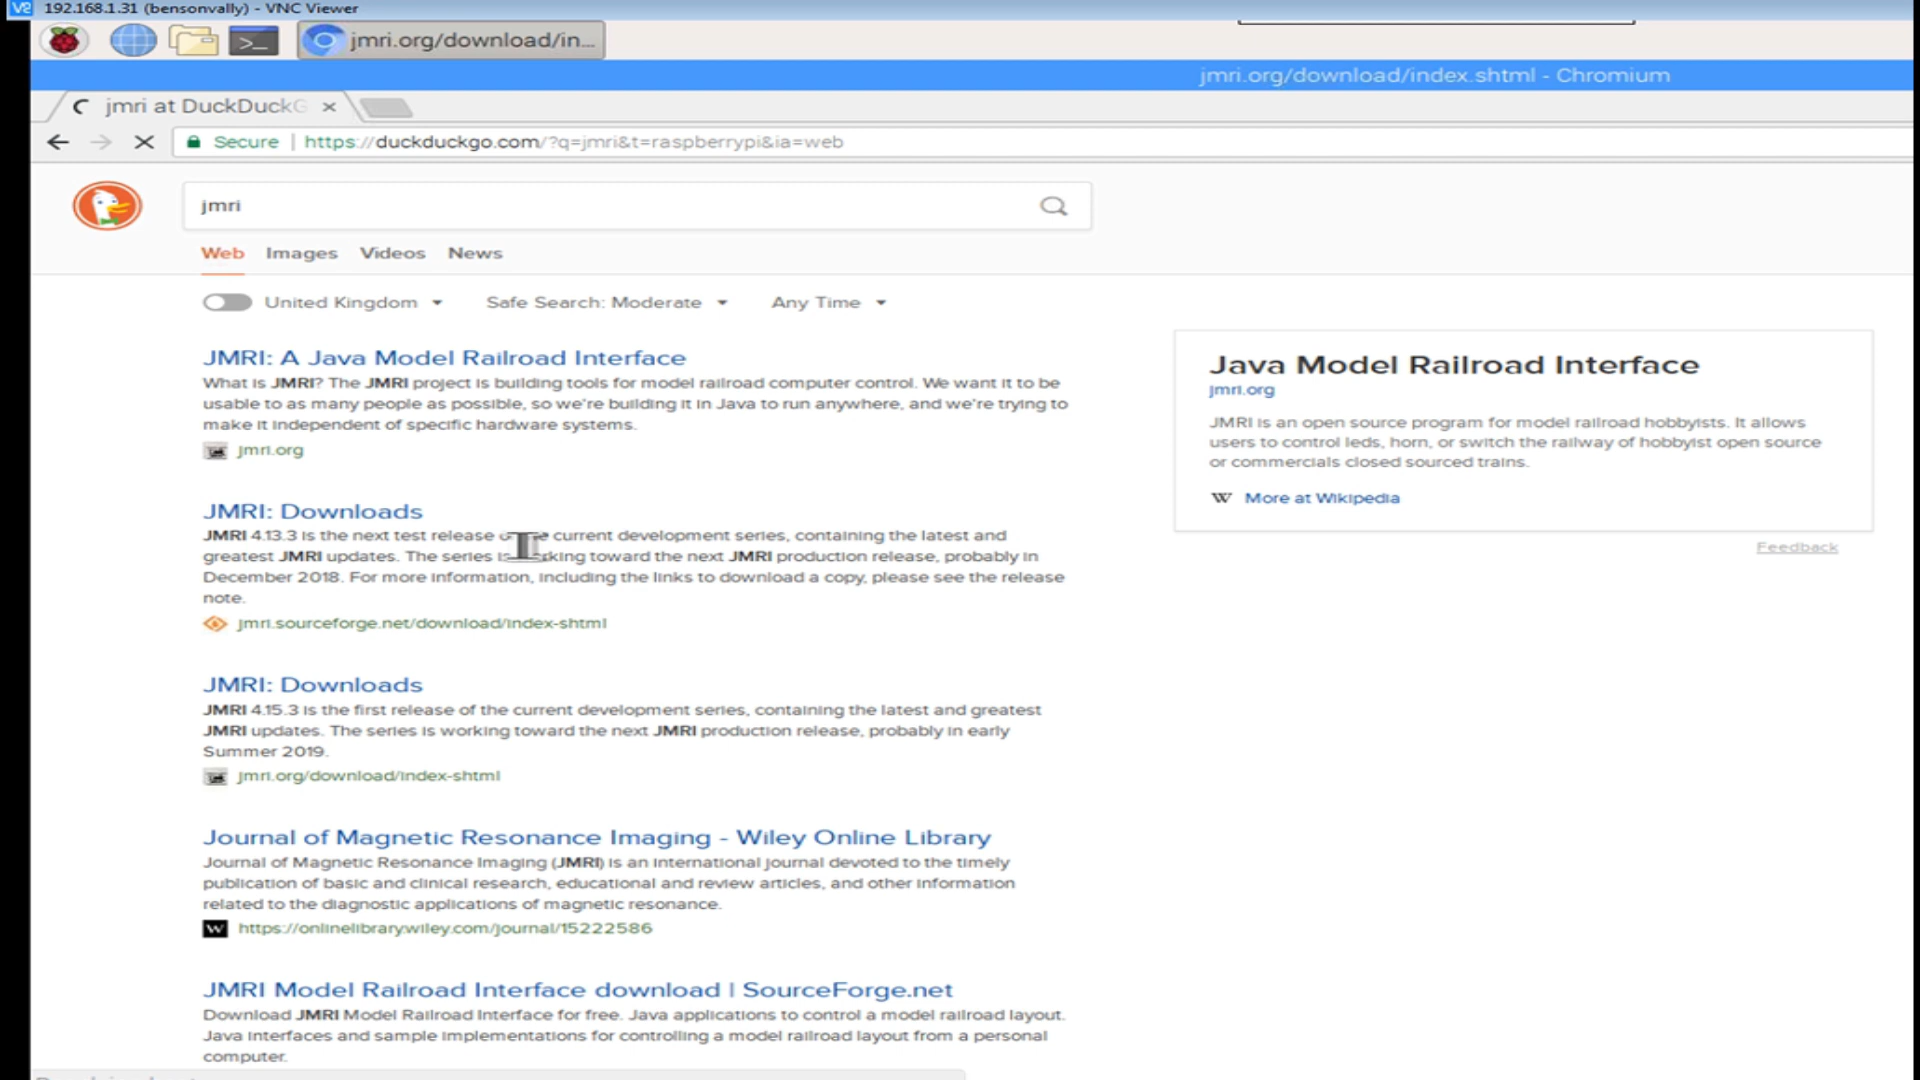 192.168.1.31 (bensonvally) - VNC Viewer
jmri.org/download/in...
jmri.org/download/index.shtml - Chromium
jmri at DuckDuckG
Secure | https://duckduckgo.com/?q=jmri&t=raspberrypi&ia=web
jmri
Web Images Videos News
United Kingdom Safe Search: Moderate Any Time
JMRI: A Java Model Railroad Interface
What is JMRI? The JMRI project is building tools for model railroad computer control. We want it to be
usable to as many people as possible, so we're building it in Java to run anywhere, and we're trying to
make it independent of specific hardware systems.
jmri.org
JMRI: Downloads
JMRI 4.13.3 is the next test release current development series, containing the latest and
greatest JMRI updates. The series is working toward the next JMRI production release, probably in
December 2018. For more information, including the links to download a copy, please see the release
note.
jmri.sourceforge.net/download/index-shtml
JMRI: Downloads
JMRI 4.15.3 is the first release of the current development series, containing the latest and greatest
JMRI updates. The series is working toward the next JMRI production release, probably in early
Summer 2019.
jmri.org/download/index-shtml
Journal of Magnetic Resonance Imaging - Wiley Online Library
Journal of Magnetic Resonance Imaging (JMRI) is an international journal devoted to the timely
publication of basic and clinical research, educational and review articles, and other information
related to the diagnostic applications of magnetic resonance.
W https://onlinelibrary.wiley.com/journal/15222586
JMRI Model Railroad Interface download | SourceForge.net
Download JMRI Model Railroad Interface for free. Java applications to control a model railroad layout.
Java interfaces and sample implementations for controlling a model railroad layout from a personal
computer.
Java Model Railroad Interface
jmri.org
JMRI is an open source program for model railroad hobbyists. It allows
users to control leds, horn, or switch the railway of hobbyist open source
or commercials closed sourced trains.
W More at Wikipedia
Feedback